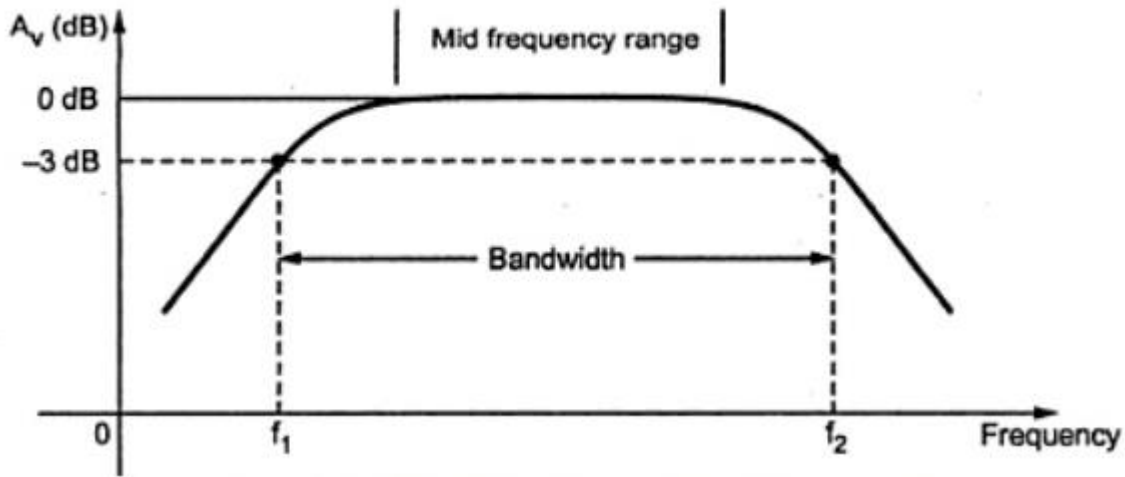 A_v (dB)
Mid frequency range
0 dB
–3 dB
Bandwidth
0
f_1
f_2
Frequency